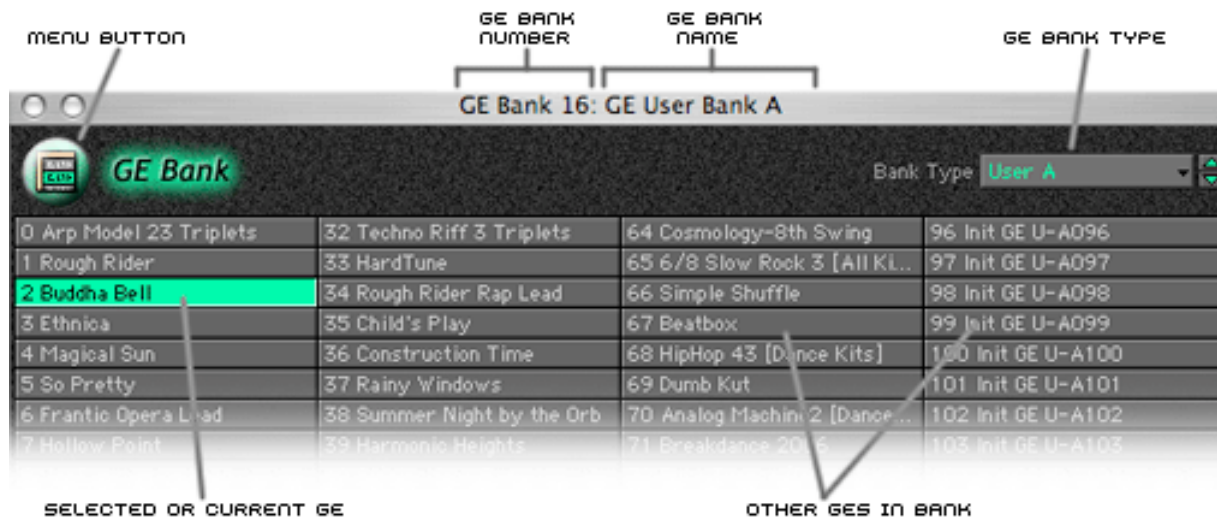 MENU BUTTON
GE BANK NUMBER
GE BANK NAME
GE BANK TYPE
GE Bank 16: GE User Bank A
GE Bank
Bank Type User A
0 Arp Model 23 Triplets 32 Techno Riff 3 Triplets 64 Cosmology-8th Swing 96 Init GE U-A096
1 Rough Rider 33 HardTune 65 6/8 Slow Rock 3 [All Ki... 97 Init GE U-A097
2 Buddha Bell 34 Rough Rider Rap Lead 66 Simple Shuffle 98 Init GE U-A098
3 Ethnica 35 Child's Play 67 Beatbox 99 Init GE U-A099
4 Magical Sun 36 Construction Time 68 HipHop 43 [Dance Kits] 100 Init GE U-A100
5 So Pretty 37 Rainy Windows 69 Dumb Kut 101 Init GE U-A101
6 Frantic Opera Lead 38 Summer Night by the Orb 70 Analog Machine2 [Dance... 102 Init GE U-A102
7 Hollow Point 39 Harmonic Heights 71 Breakdance 2006 103 Init GE U-A103
SELECTED OR CURRENT GE
OTHER GES IN BANK